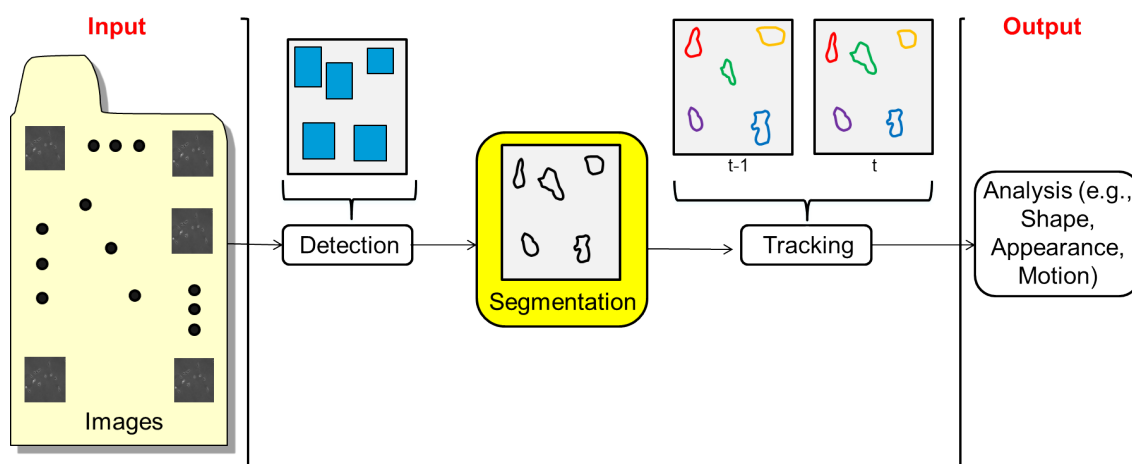 Input
Output
t-1
t
Detection
Segmentation
Tracking
Analysis (e.g.,
Shape,
Appearance,
Motion)
Images